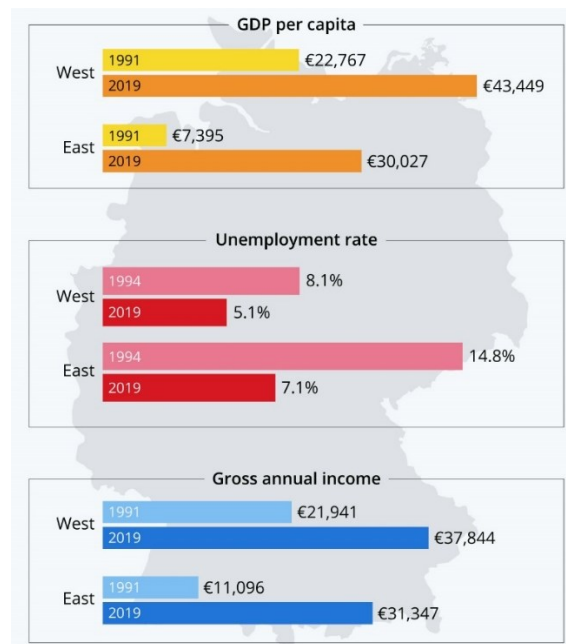 GDP per capita
West
1991 €22,767
2019 €43,449
East
1991 €7,395
2019 €30,027
Unemployment rate
West
1994 8.1%
2019 5.1%
East
1994 14.8%
2019 7.1%
Gross annual income
West
1991 €21,941
2019 €37,844
East
1991 €11,096
2019 €31,347